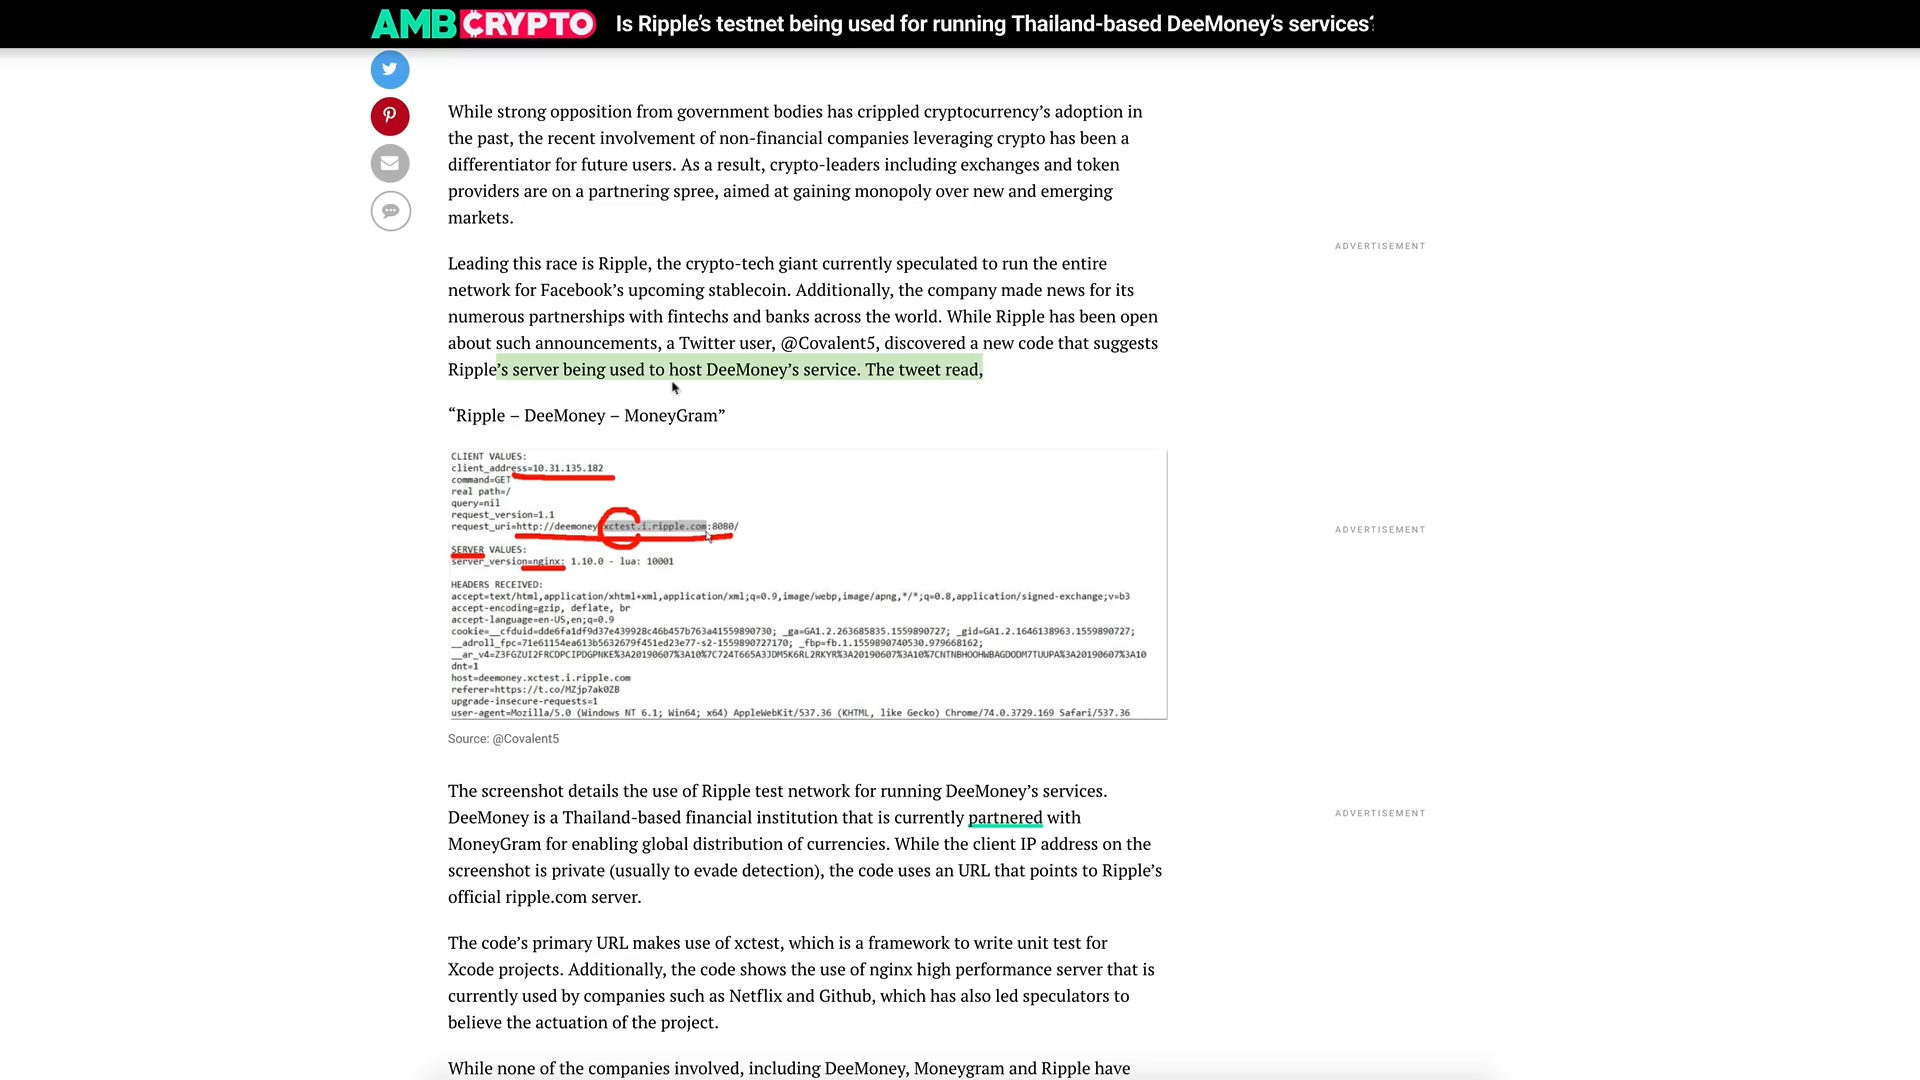 AMBCRYPTO Is Ripple's testnet being used for running Thailand-based DeeMoney's services?
While strong opposition from government bodies has crippled cryptocurrency's adoption in
the past, the recent involvement of non-financial companies leveraging crypto has been a
differentiator for future users. As a result, crypto-leaders including exchanges and token
providers are on a partnering spree, aimed at gaining monopoly over new and emerging
markets.
ADVERTISEMENT
Leading this race is Ripple, the crypto-tech giant currently speculated to run the entire
network for Facebook's upcoming stablecoin. Additionally, the company made news for its
numerous partnerships with fintechs and banks across the world. While Ripple has been open
about such announcements, a Twitter user, @Covalent5, discovered a new code that suggests
Ripple's server being used to host DeeMoney's service. The tweet read,
“Ripple – DeeMoney – MoneyGram”
CLIENT VALUES:
client_address=10.31.135.182
command=GET
real path=/
query=nil
request_version=1.1
request_uri=http://deemoney.xctest.i.ripple.com:8080/
ADVERTISEMENT
SERVER VALUES:
server_version=nginx: 1.10.0 - lua: 10001
HEADERS RECEIVED:
accept=text/html,application/xhtml+xml,application/xml;q=0.9,image/webp,image/apng,*/*;q=0.8,application/signed-exchange;v=b3
accept-encoding=gzip, deflate, br
accept-language=en-US,en;q=0.9
cookie=__cfduid=dde6fa1df9d37e439928c46b457b763a41559890730; _ga=GA1.2.263685835.1559890727; _gid=GA1.2.1646138963.1559890727;
__adroll_fpc=71e61154ea613b5632679f451ed23e77-s2-1559890727170; _fbp=fb.1.1559890740530.979668162;
__ar_v4=Z3FGZUI2FRCDPCIPDGPNKE%3A20190607%3A10%7C724T665A3JDMSK6RL2RKYR%3A20190607%3A10%7CNTNBHOOHWBAGDODM7TUUPA%3A20190607%3A10
dnt=1
host=deemoney.xctest.i.ripple.com
referer=https://t.co/MZjp7ak0ZB
upgrade-insecure-requests=1
user-agent=Mozilla/5.0 (Windows NT 6.1; Win64; x64) AppleWebKit/537.36 (KHTML, like Gecko) Chrome/74.0.3729.169 Safari/537.36
Source: @Covalent5
The screenshot details the use of Ripple test network for running DeeMoney's services.
DeeMoney is a Thailand-based financial institution that is currently partnered with
ADVERTISEMENT
MoneyGram for enabling global distribution of currencies. While the client IP address on the
screenshot is private (usually to evade detection), the code uses an URL that points to Ripple's
official ripple.com server.
The code's primary URL makes use of xctest, which is a framework to write unit test for
Xcode projects. Additionally, the code shows the use of nginx high performance server that is
currently used by companies such as Netflix and Github, which has also led speculators to
believe the actuation of the project.
While none of the companies involved, including DeeMoney, Moneygram and Ripple have